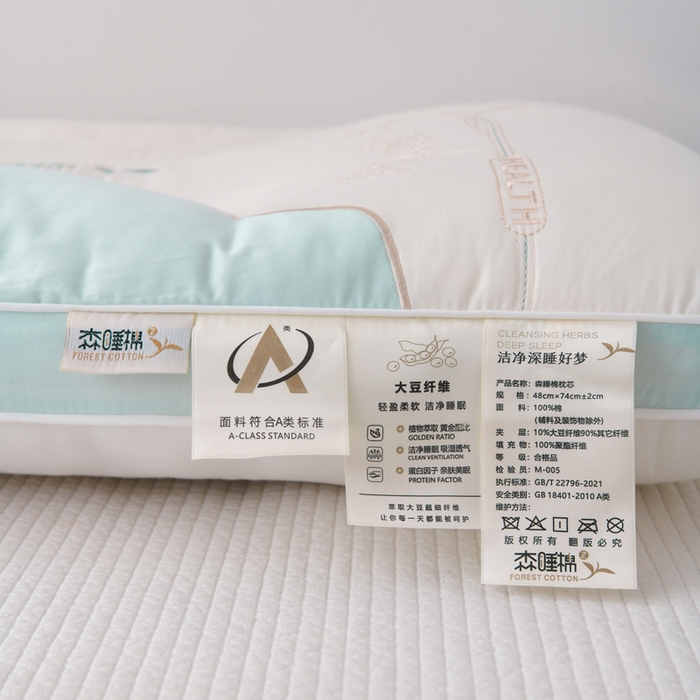 HEALTH
森睡棉
FOREST COTTON
类
A
面料符合A类标准
A-CLASS STANDARD
大豆纤维
轻盈柔软 洁净睡眠
植物萃取 黄金配比
GOLDEN RATIO
洁净睡眠 吸湿透气
CLEAN VENTILATION
蛋白因子 亲肤美眠
PROTEIN FACTOR
萃取大豆超细纤维
让你每一天都能被呵护
CLEANSING HERBS
DEEP SLEEP
洁净深睡好梦
产品名称: 森睡棉枕芯
规 格: 48cm×74cm±2cm
面 料: 100%棉
(辅料及装饰物除外)
夹 层: 10%大豆纤维90%其它纤维
填 充 物: 100%聚酯纤维
等 级: 合格品
检 验 员: M-005
执行标准: GB/T 22796-2021
安全类别: GB 18401-2010 A类
维护方法:
版权所有 翻版必究
森睡棉
FOREST COTTON